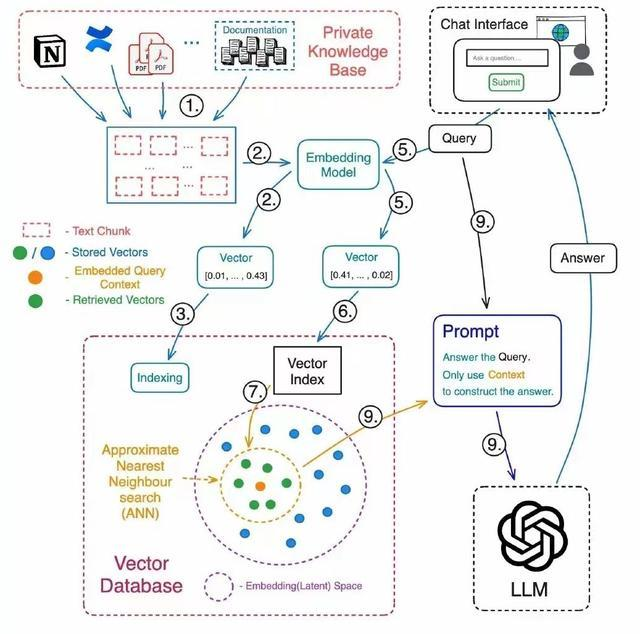 Documentation
N
PDF
PDF
...
Private
Knowledge
Base
Chat Interface
Ask a question....
Submit
1.
...
...
...
2.
Embedding
Model
5.
Query
2.
5.
9.
- Text Chunk
/
- Stored Vectors
- Embedded Query
Context
- Retrieved Vectors
Vector
[0.01, ... , 0.43]
Vector
[0.41, ... , 0.02]
Answer
3.
6.
Indexing
Vector
Index
Prompt
Answer the Query.
Only use Context
to construct the answer.
7.
9.
9.
Approximate
Nearest
Neighbour
search
(ANN)
Vector
Database
- Embedding(Latent) Space
LLM